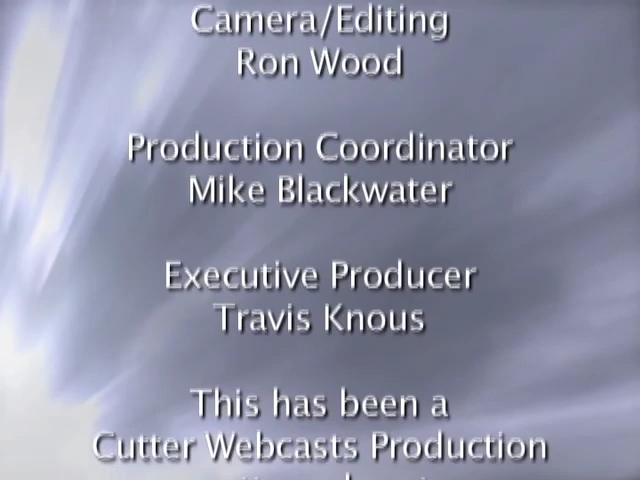 Camera/Editing
Ron Wood
Production Coordinator
Mike Blackwater
Executive Producer
Travis Knous
This has been a
Cutter Webcasts Production